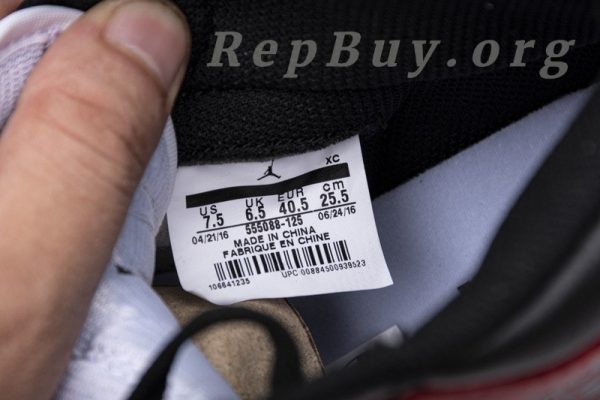 RepBuy.org
XC
US UK EUR cm
7.5 6.5 40.5 25.5
04/21/16 555088-125 06/24/16
MADE IN CHINA
FABRIQUE EN CHINE
106641235 UPC 00884500939523